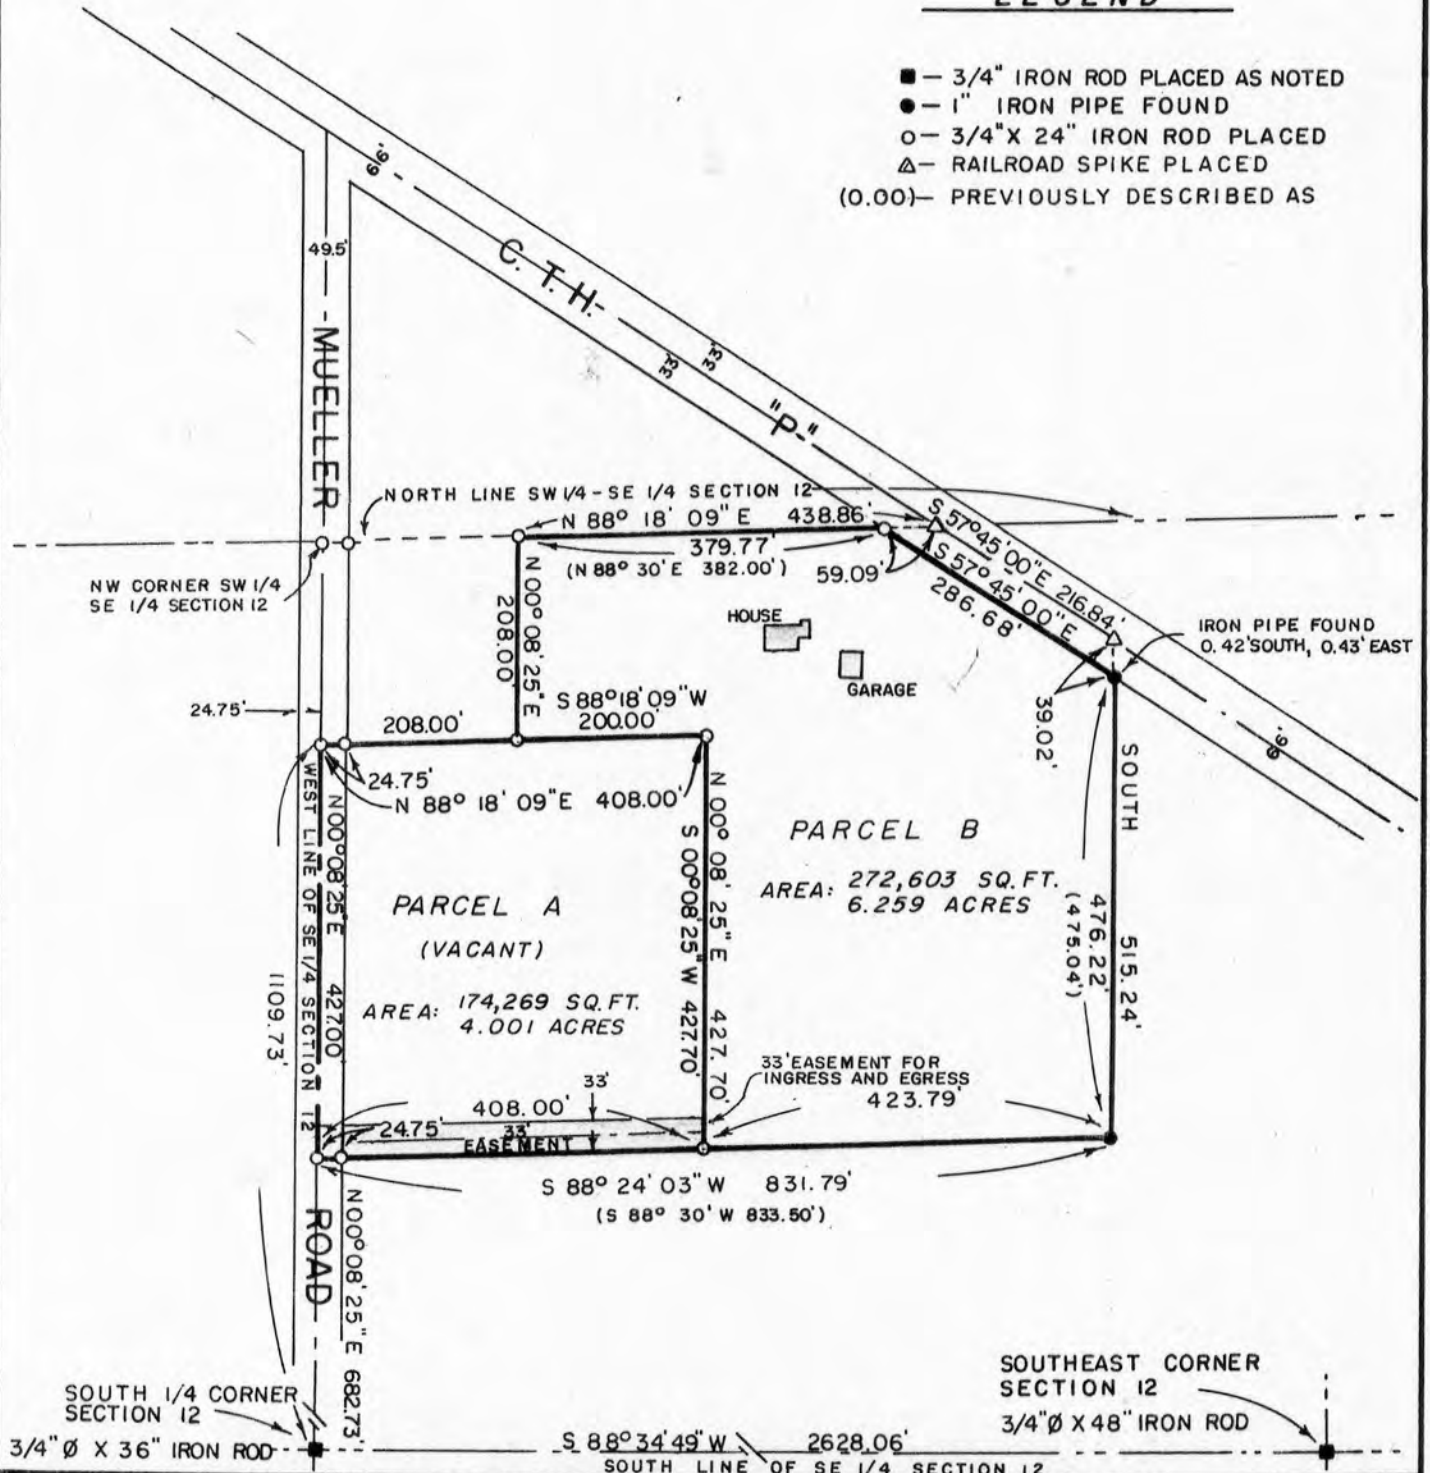 LEGEND
■ — 3/4" IRON ROD PLACED AS NOTED
● — 1" IRON PIPE FOUND
○ — 3/4" X 24" IRON ROD PLACED
△ — RAILROAD SPIKE PLACED
(0.00) — PREVIOUSLY DESCRIBED AS
66'
49.5'
C. T. H. "P"
33'
33'
MUELLER
NORTH LINE SW 1/4 - SE 1/4 SECTION 12
N 88° 18' 09" E 438.86'
379.77'
(N 88° 30' E 382.00')
59.09'
S 57° 45' 00" E 216.84'
S 57° 45' 00" E
286.68'
NW CORNER SW 1/4
SE 1/4 SECTION 12
N 00° 08' 25" E
208.00'
HOUSE
GARAGE
IRON PIPE FOUND
0.42' SOUTH, 0.43' EAST
39.02'
66'
24.75'
208.00'
S 88° 18' 09" W
200.00'
24.75'
N 88° 18' 09" E 408.00'
WEST LINE OF SE 1/4 SECTION 12
N 00° 08' 25" E 427.00
1109.73'
PARCEL A
(VACANT)
AREA: 174,269 SQ. FT.
4.001 ACRES
S 00° 08' 25" W 427.70'
N 00° 08' 25" E 427.70'
PARCEL B
AREA: 272,603 SQ. FT.
6.259 ACRES
SOUTH 515.24'
476.22'
(475.04')
33' EASEMENT FOR
INGRESS AND EGRESS
423.79'
33'
408.00'
24.75'
33'
EASEMENT
S 88° 24' 03" W 831.79'
(S 88° 30' W 833.50')
ROAD
N 00° 08' 25" E 682.73'
SOUTH 1/4 CORNER
SECTION 12
3/4" Ø X 36" IRON ROD
SOUTHEAST CORNER
SECTION 12
3/4" Ø X 48" IRON ROD
S 88° 34' 49" W 2628.06'
SOUTH LINE OF SE 1/4 SECTION 12